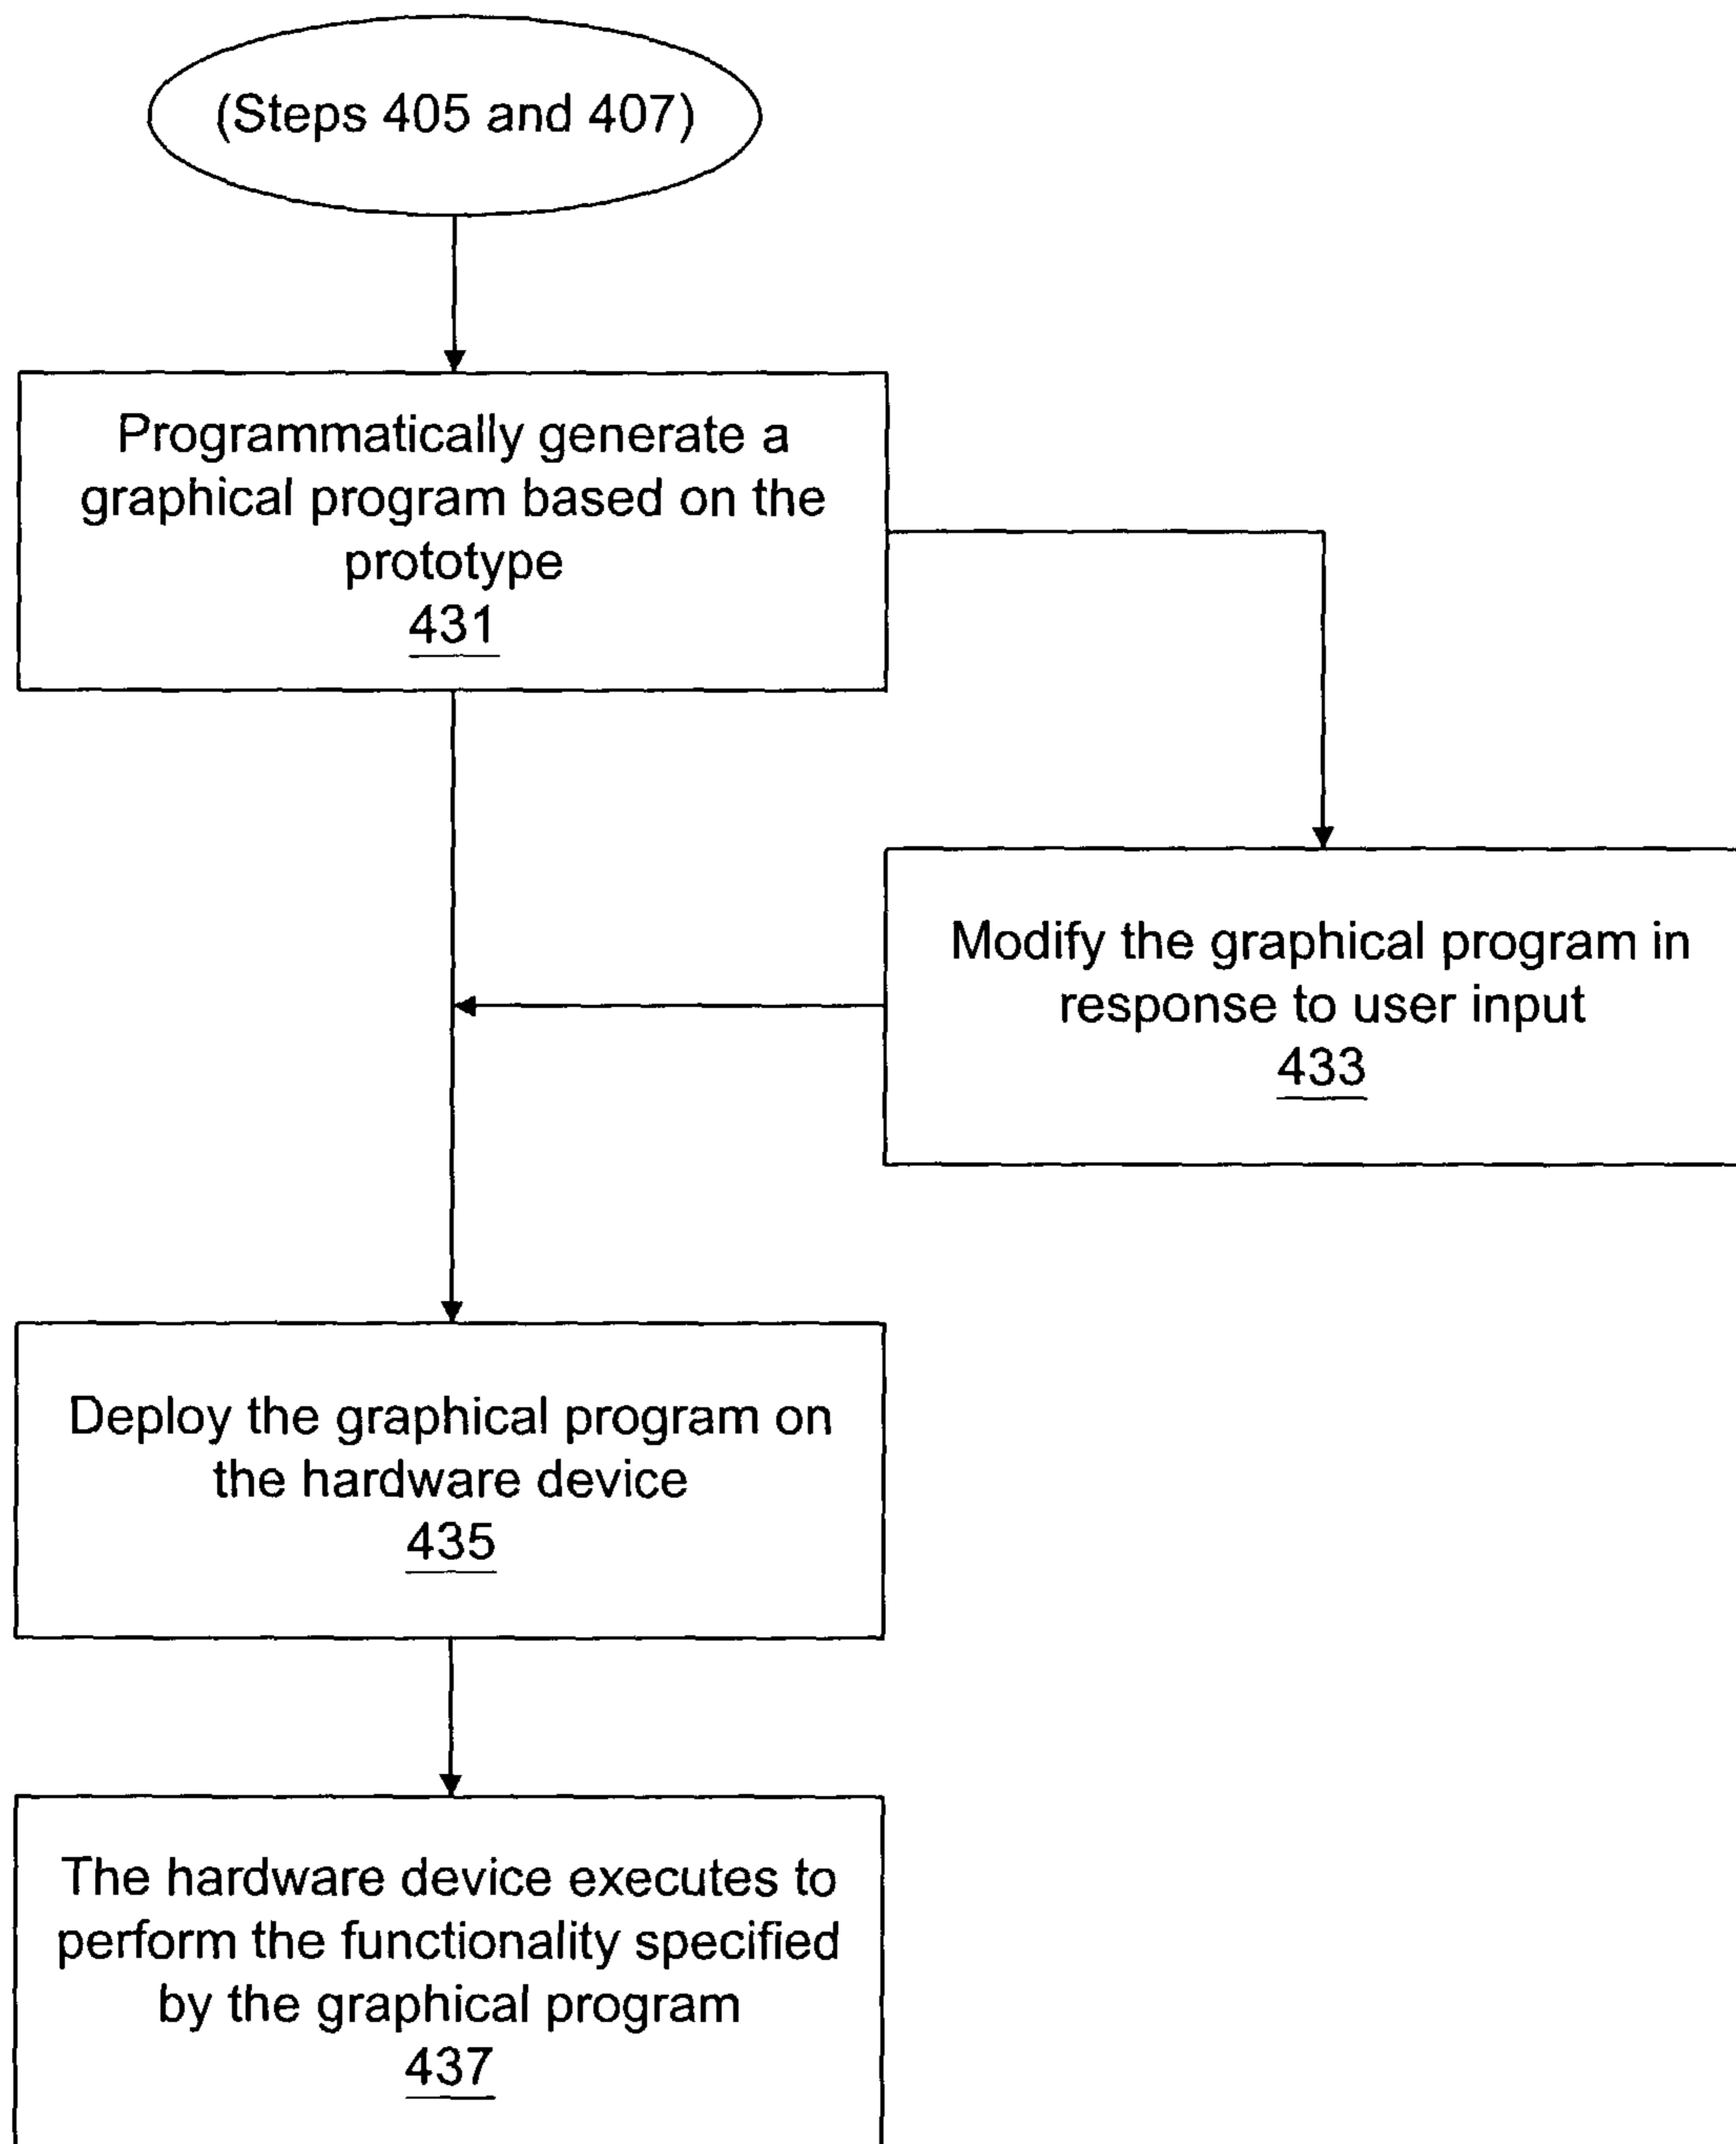 (Steps 405 and 407)
Programmatically generate a
graphical program based on the
prototype
431
Modify the graphical program in
response to user input
433
Deploy the graphical program on
the hardware device
435
The hardware device executes to
perform the functionality specified
by the graphical program
437